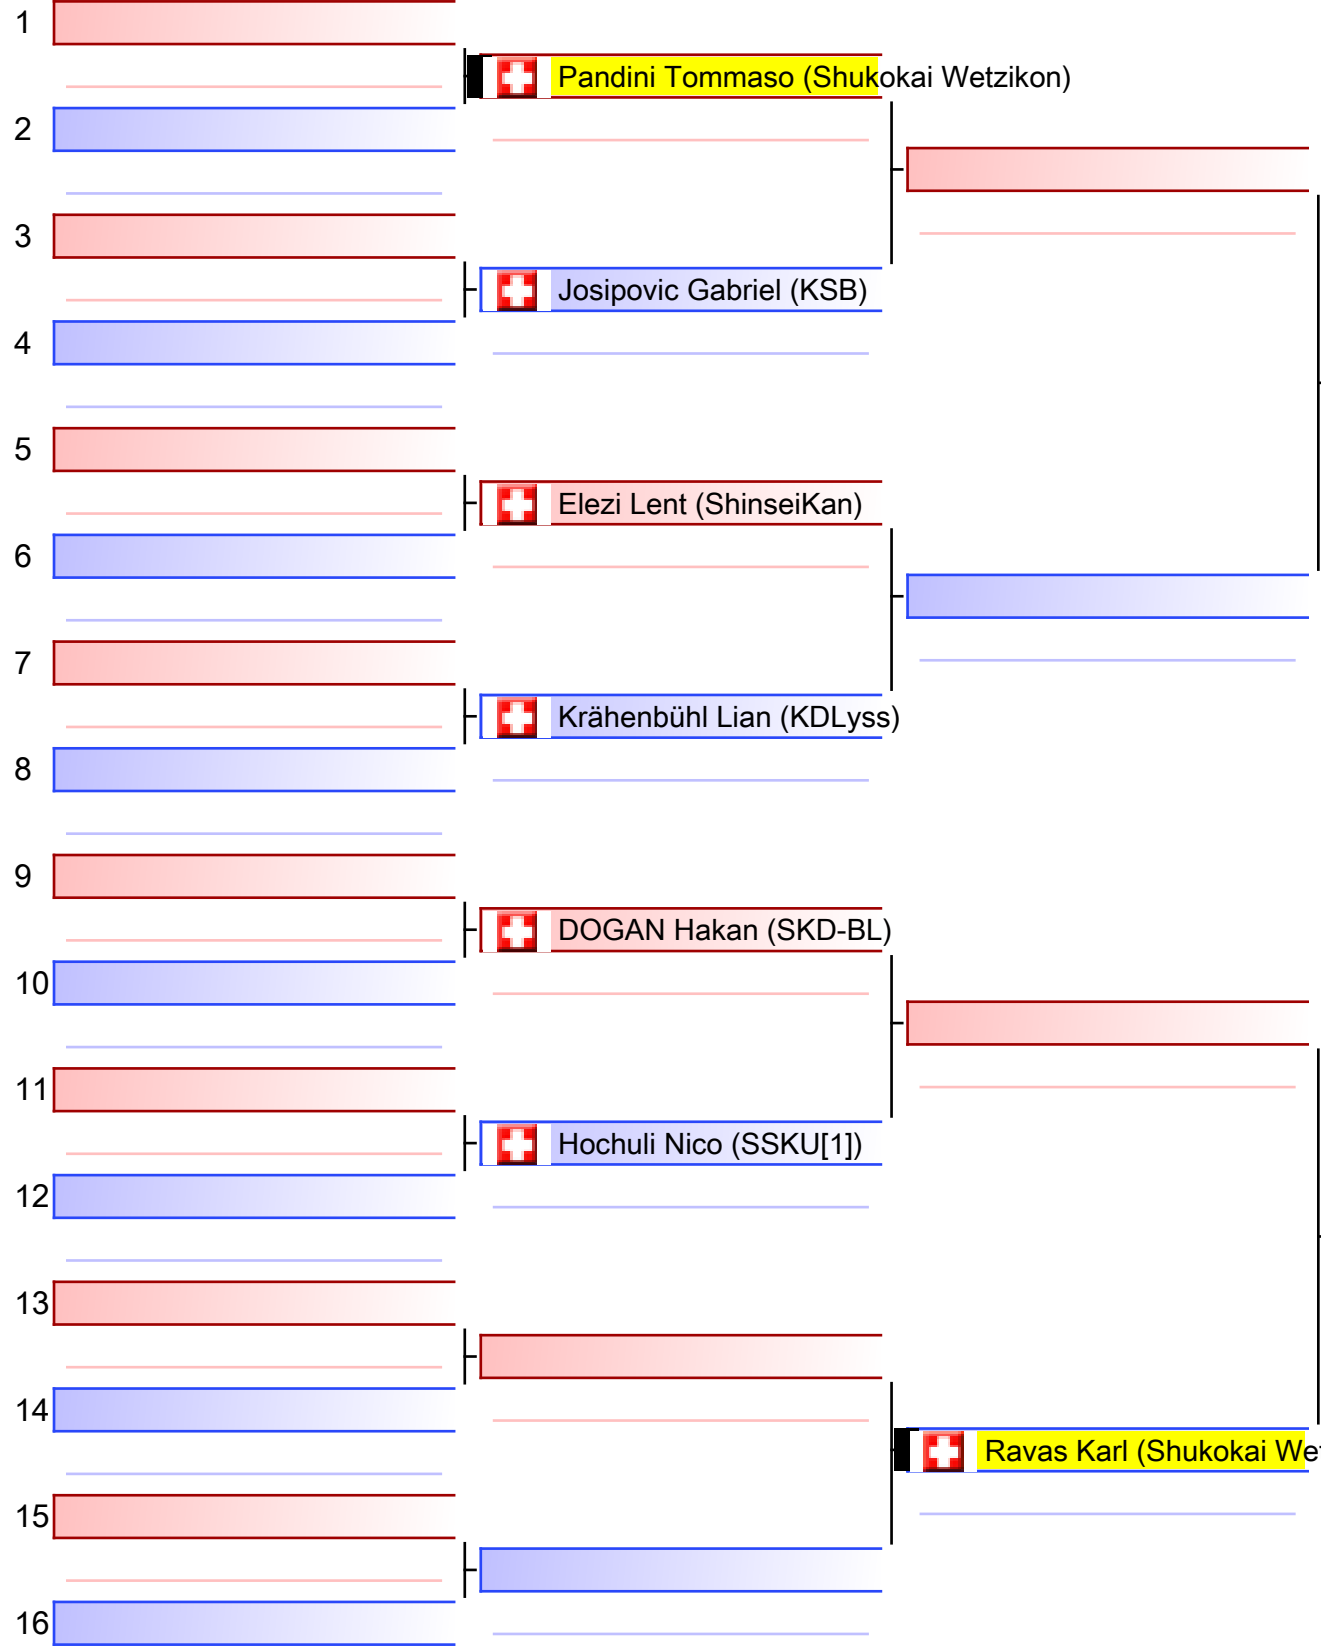 1
Pandini Tommaso (Shukokai Wetzikon)
2
3
Josipovic Gabriel (KSB)
4
5
Elezi Lent (ShinseiKan)
6
7
Krähenbühl Lian (KDLyss)
8
9
DOGAN Hakan (SKD-BL)
10
11
Hochuli Nico (SSKU[1])
12
13
14
Ravas Karl (Shukokai We
15
16